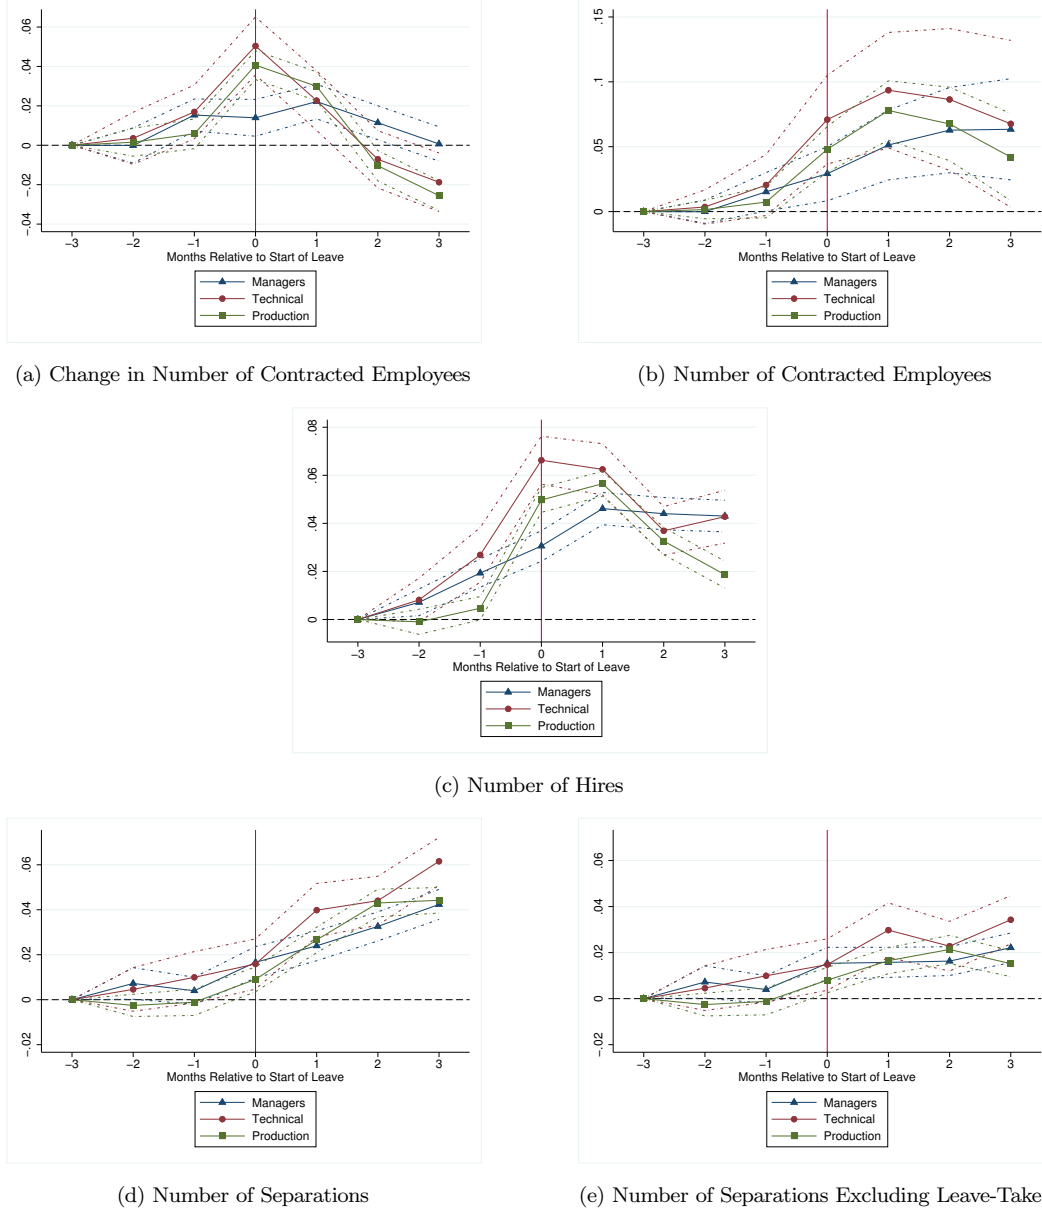 .06
.04
.02
0
−.02
−.04
−3 −2 −1 0 1 2 3
Months Relative to Start of Leave
Managers
Technical
Production
(a) Change in Number of Contracted Employees
.15
.1
.05
0
−3 −2 −1 0 1 2 3
Months Relative to Start of Leave
Managers
Technical
Production
(b) Number of Contracted Employees
.08
.06
.04
.02
0
−3 −2 −1 0 1 2 3
Months Relative to Start of Leave
Managers
Technical
Production
(c) Number of Hires
.06
.04
.02
0
−.02
−3 −2 −1 0 1 2 3
Months Relative to Start of Leave
Managers
Technical
Production
(d) Number of Separations
.06
.04
.02
0
−.02
−3 −2 −1 0 1 2 3
Months Relative to Start of Leave
Managers
Technical
Production
(e) Number of Separations Excluding Leave-Take